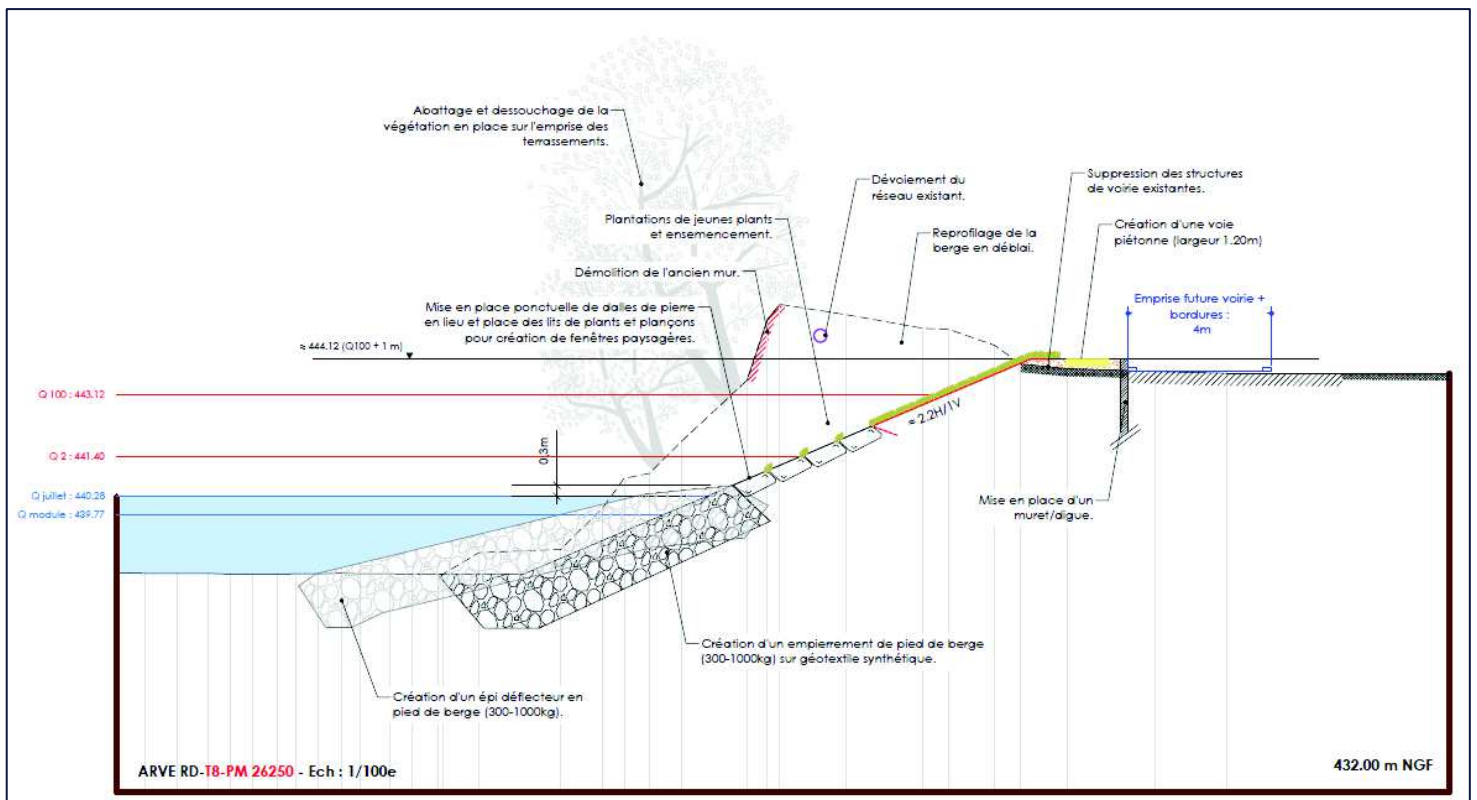 Abattage et dessouchage de la
végétation en place sur l'emprise des
terrassements.
Dévoiement du
réseau existant.
Suppression des structures
de voirie existantes.
Plantations de jeunes plants
et ensemencement.
Reprofilage de la
berge en déblai.
Création d'une voie
piétonne (largeur 1.20m)
Démolition de l'ancien mur.
Mise en place ponctuelle de dalles de pierre
en lieu et place des lits de plants et plançons
pour création de fenêtres paysagères.
Emprise future voirie +
bordures :
4m
≈ 444.12 (Q100 + 1 m)
Q 100 : 443.12
≈ 2.2H/1V
Q 2 : 441.40
0.3m
Q juillet : 440.28
Q module : 439.77
Mise en place d'un
muret/digue.
Création d'un empierrement de pied de berge
(300-1000kg) sur géotextile synthétique.
Création d'un épi déflecteur en
pied de berge (300-1000kg).
ARVE RD-T8-PM 26250 - Ech : 1/100e
432.00 m NGF